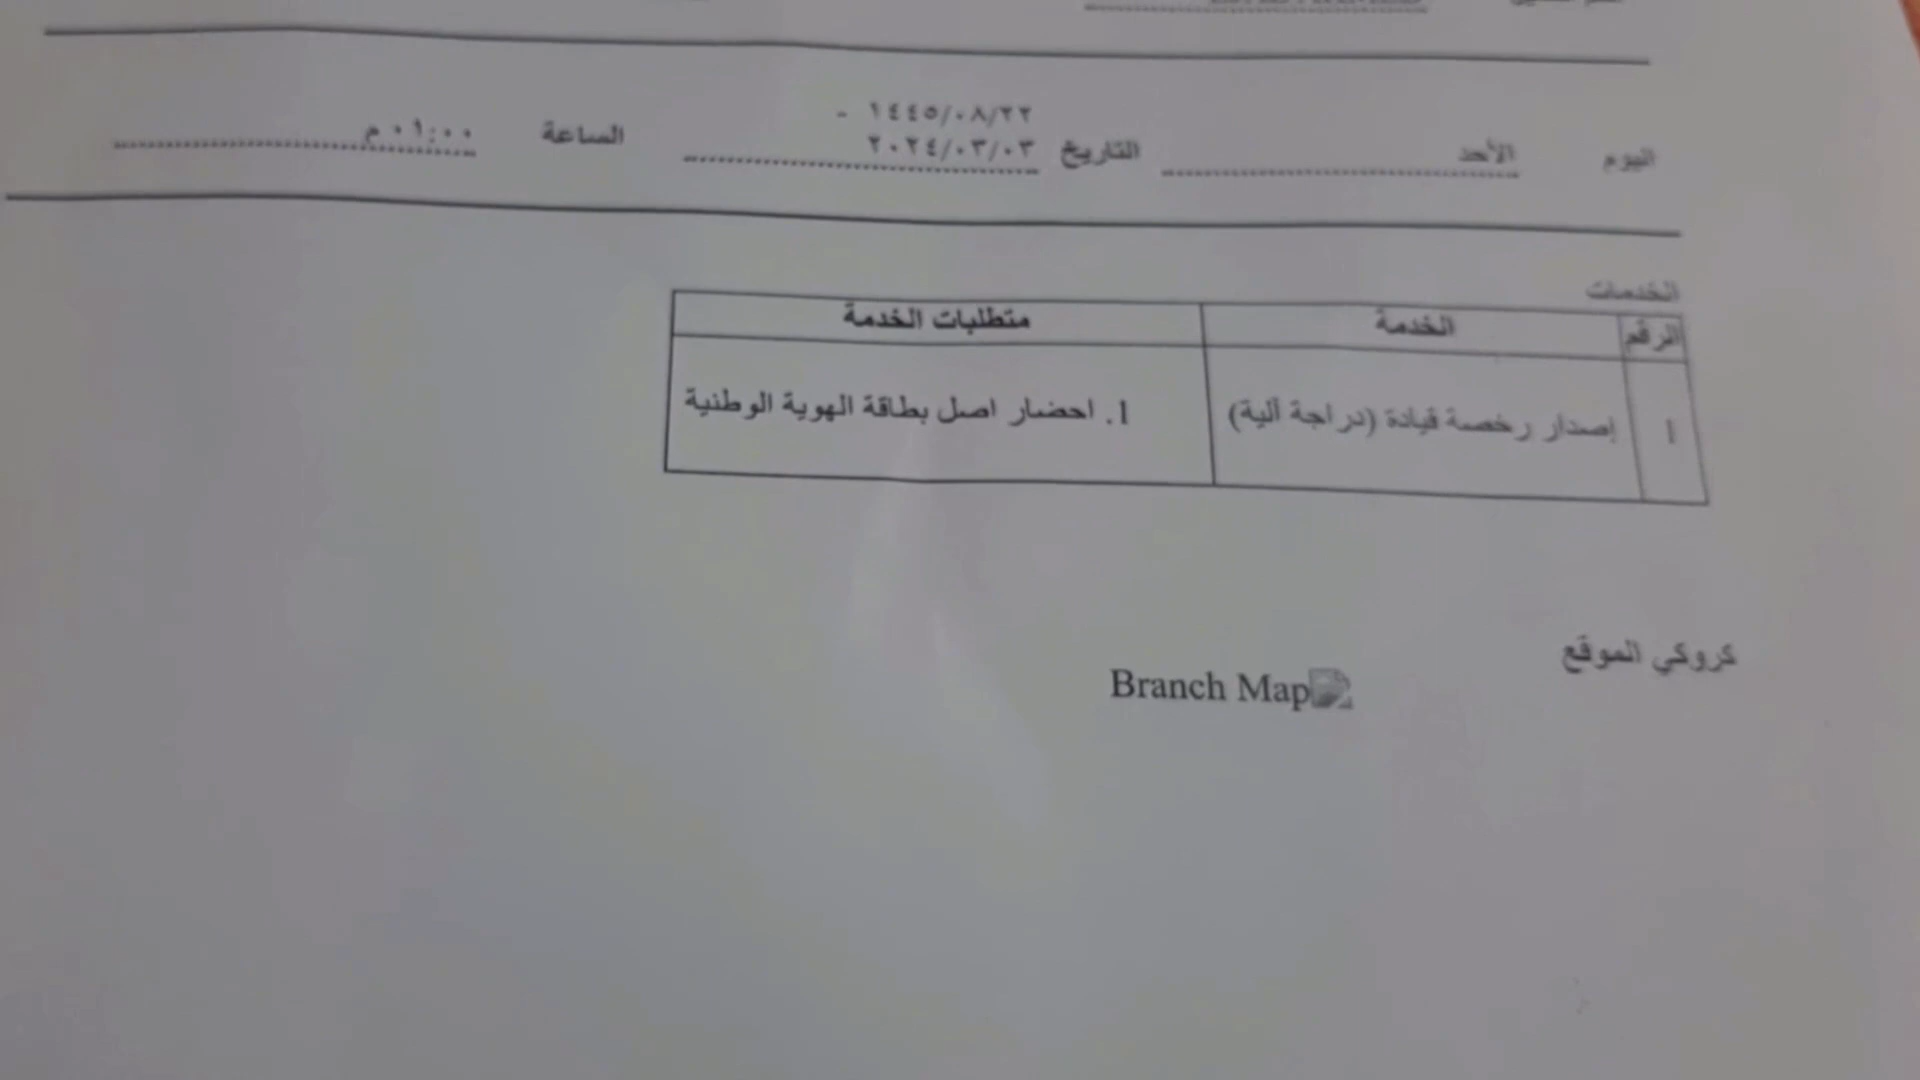 اليوم الأحد التاريخ ١٤٤٥/٠٨/٢٢ - ٢٠٢٤/٠٣/٠٣ الساعة ٠١:٠٠ م
الخدمات
الرقم الخدمة متطلبات الخدمة
1 إصدار رخصة قيادة (دراجة آلية) 1. احضار اصل بطاقة الهوية الوطنية
كروكي الموقع
Branch Map